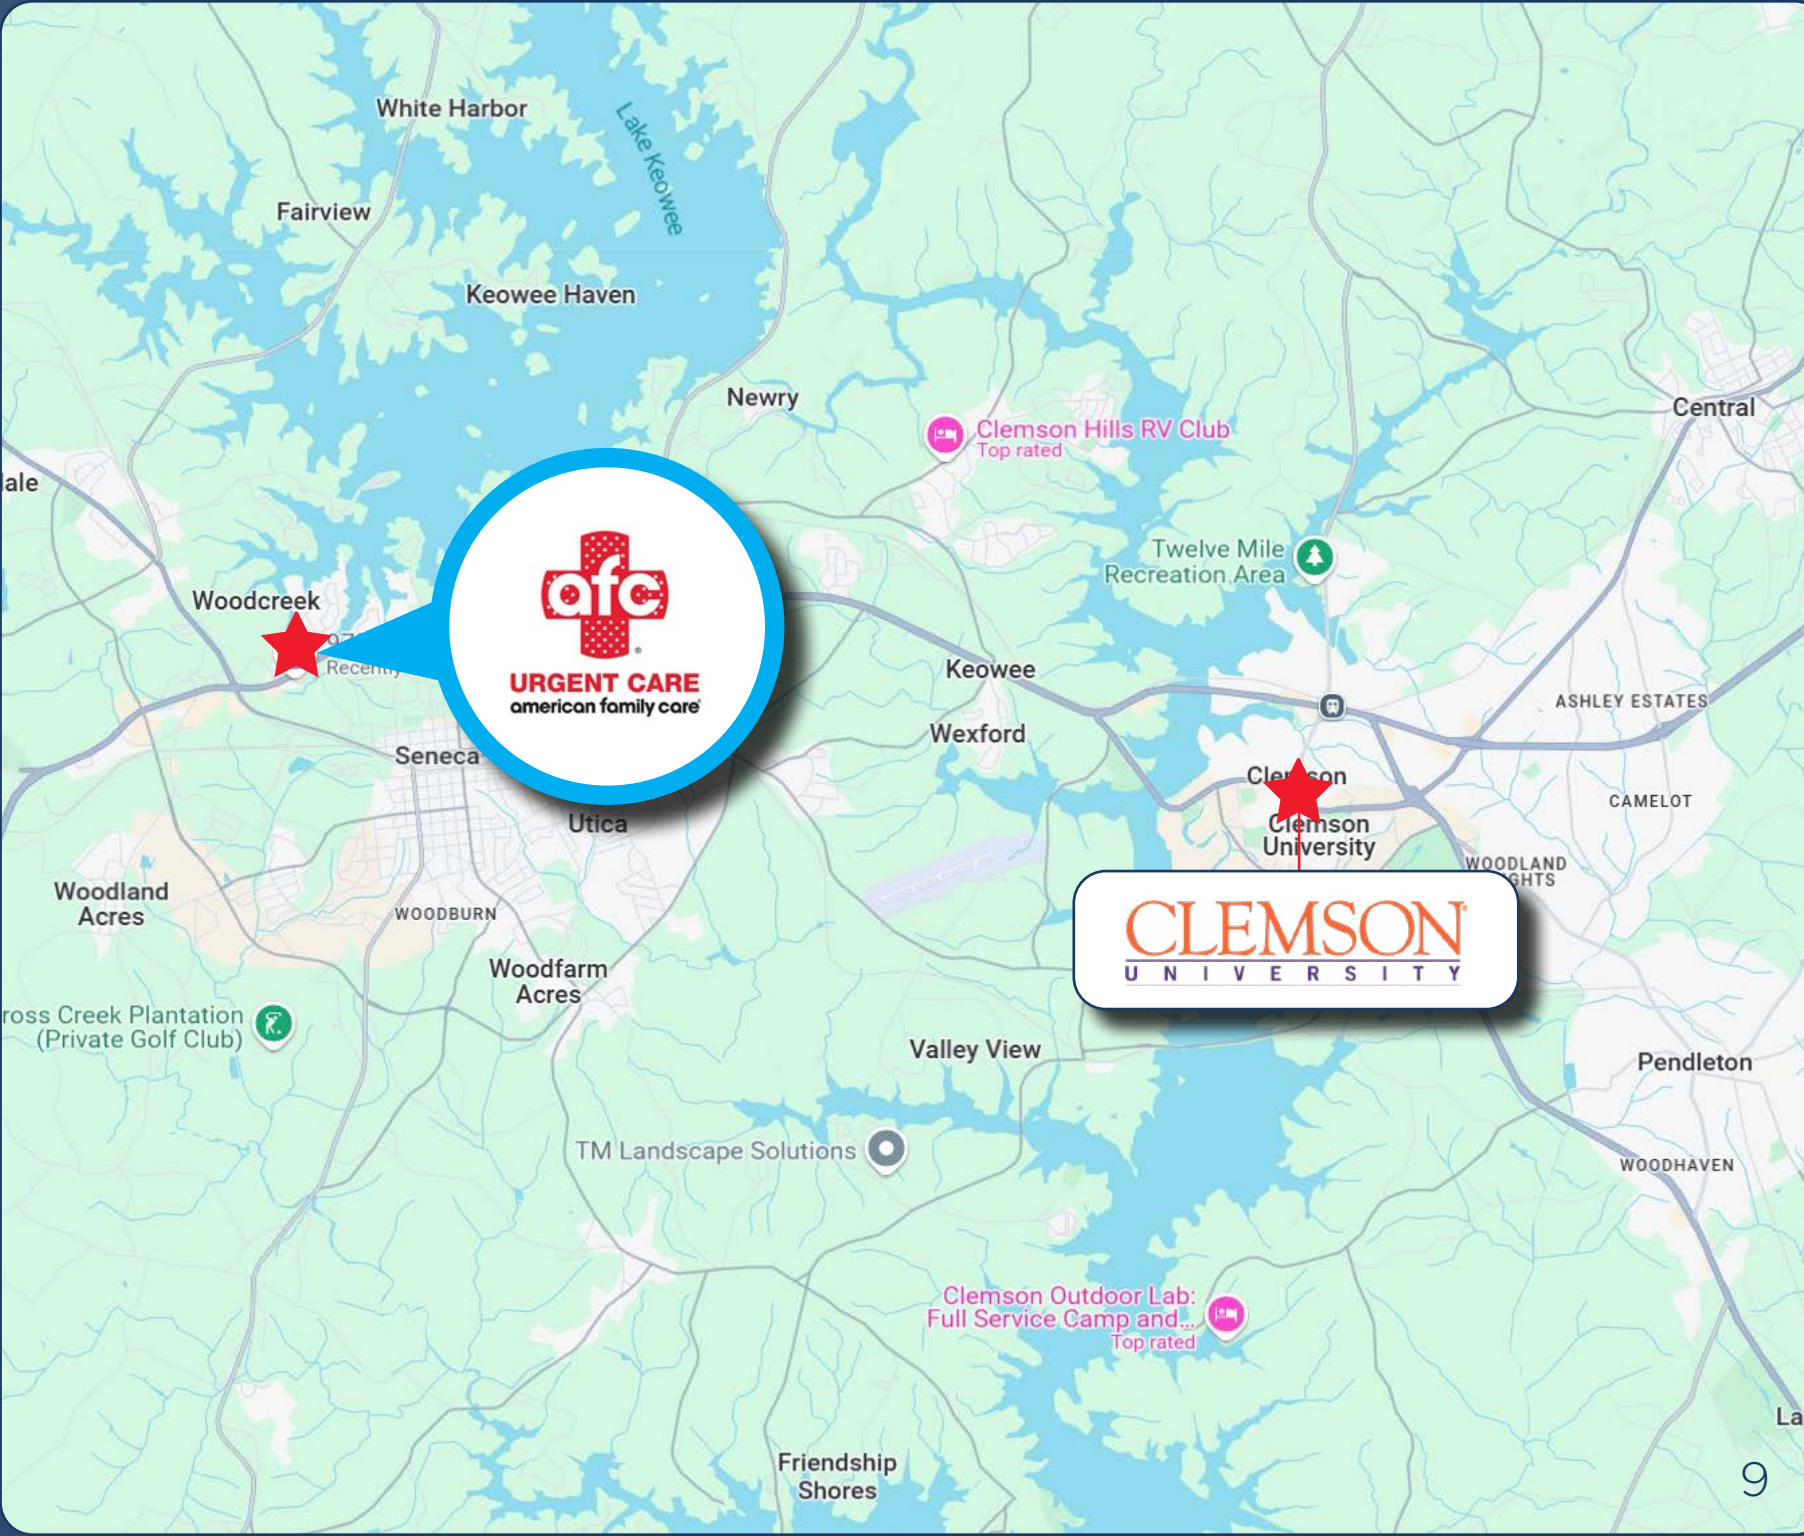 White Harbor
Lake Keowee
Fairview
Keowee Haven
Newry
Central
Clemson Hills RV Club
Top rated
Twelve Mile
Recreation Area
Woodcreek
Recently
afc
URGENT CARE
american family care
Keowee
Wexford
ASHLEY ESTATES
Seneca
Clemson
CAMELOT
Utica
Clemson
University
WOODLAND
Woodland
Acres
WOODBURN
CLEMSON
UNIVERSITY
Woodfarm
Acres
ross Creek Plantation
(Private Golf Club)
Valley View
Pendleton
TM Landscape Solutions
WOODHAVEN
Clemson Outdoor Lab:
Full Service Camp and...
Top rated
La
Friendship
Shores
9